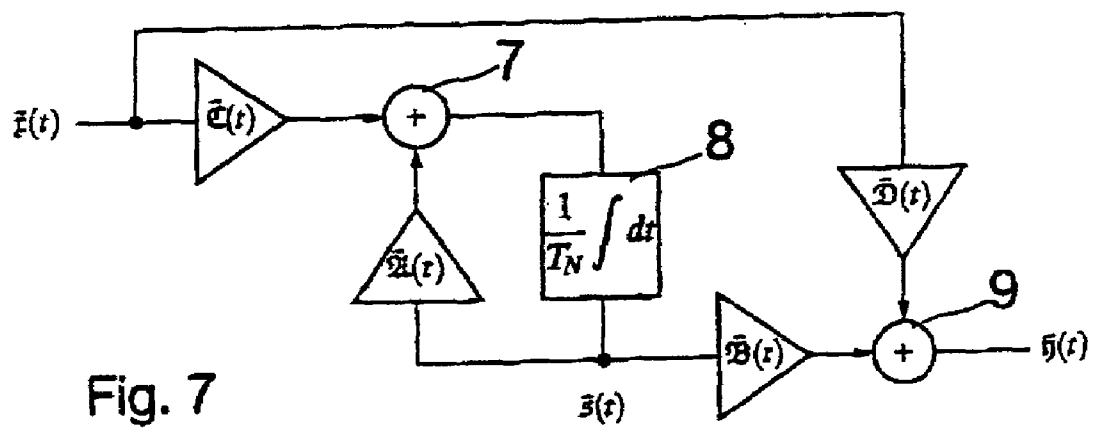 7
𝔵̄(t)
ℭ̄(t)
+
8
1/T_N ∫ dt
𝔇̄(t)
𝔄̄(t)
9
𝔅̄(t)
+
𝔶̄(t)
𝔰̄(t)
Fig. 7